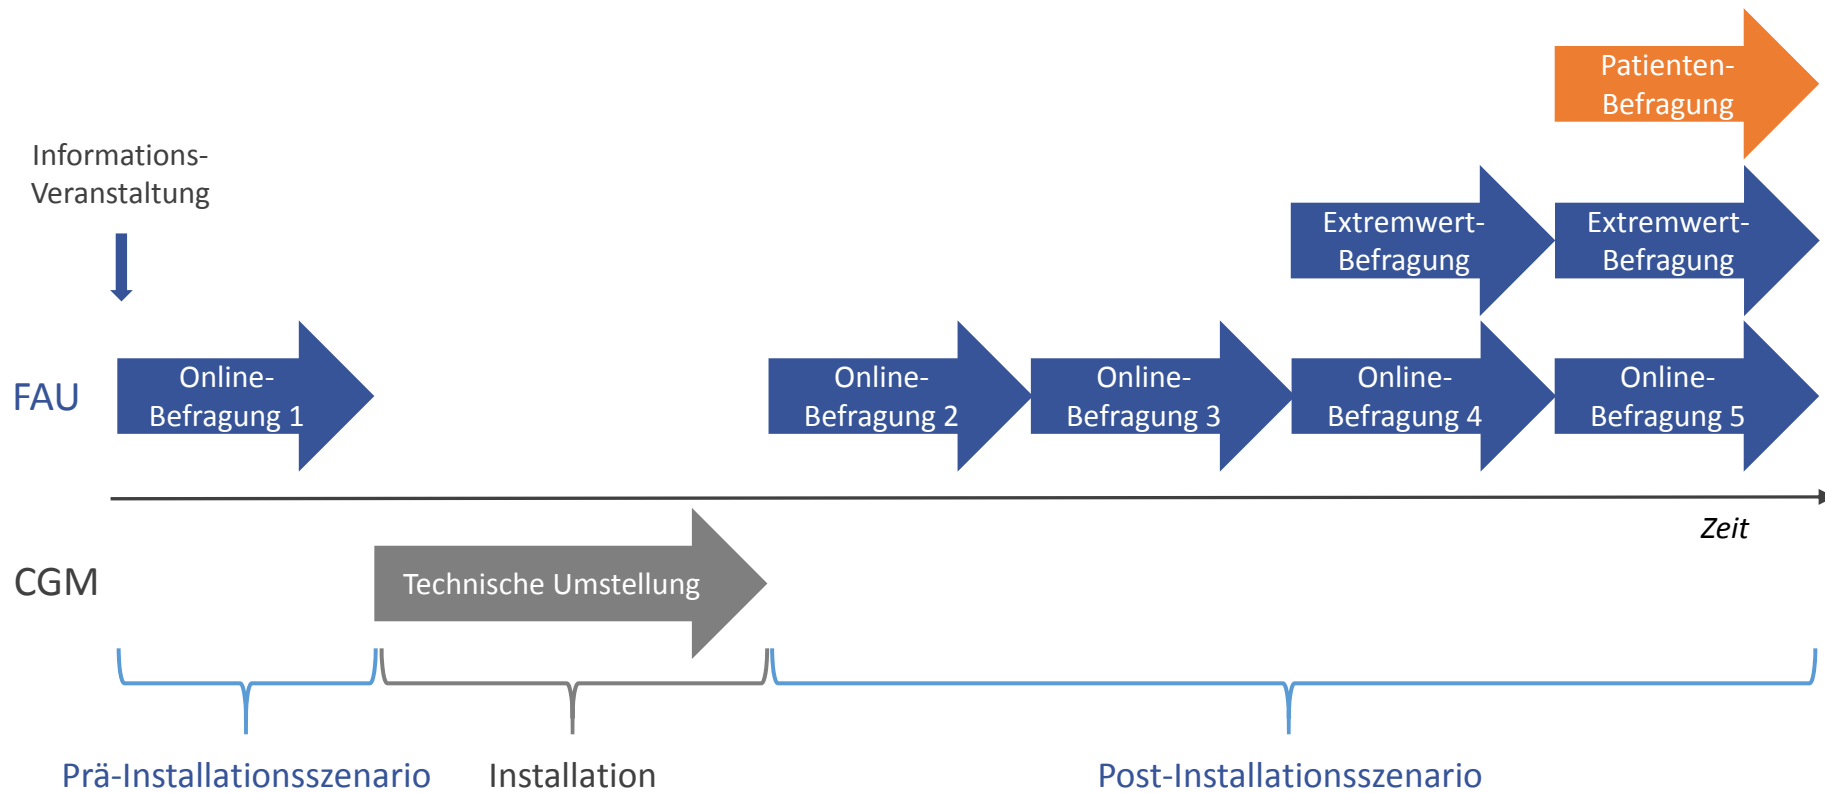 Patienten-
Befragung
Informations-
Veranstaltung
Extremwert-
Befragung
Extremwert-
Befragung
FAU
Online-
Befragung 1
Online-
Befragung 2
Online-
Befragung 3
Online-
Befragung 4
Online-
Befragung 5
Zeit
CGM
Technische Umstellung
Prä-Installationsszenario
Installation
Post-Installationsszenario